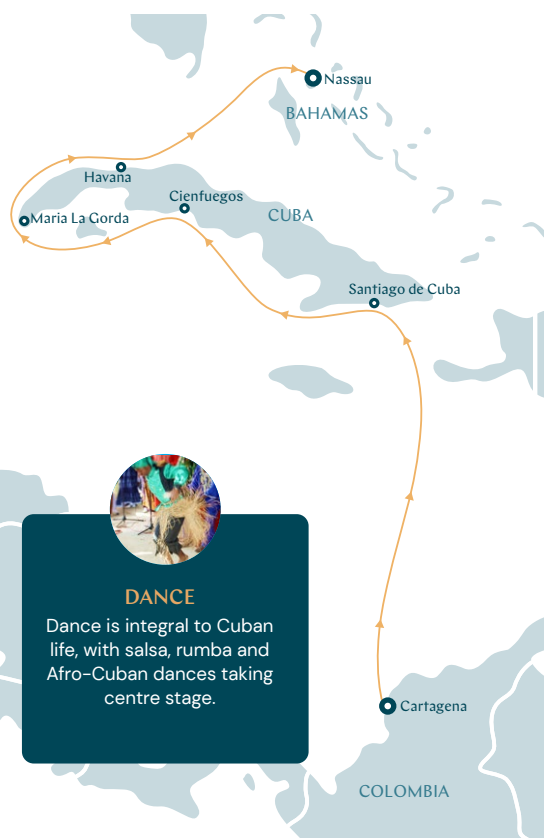 Nassau
BAHAMAS
Havana
Cienfuegos
Maria La Gorda
CUBA
Santiago de Cuba
DANCE
Dance is integral to Cuban
life, with salsa, rumba and
Afro-Cuban dances taking
centre stage.
Cartagena
COLOMBIA